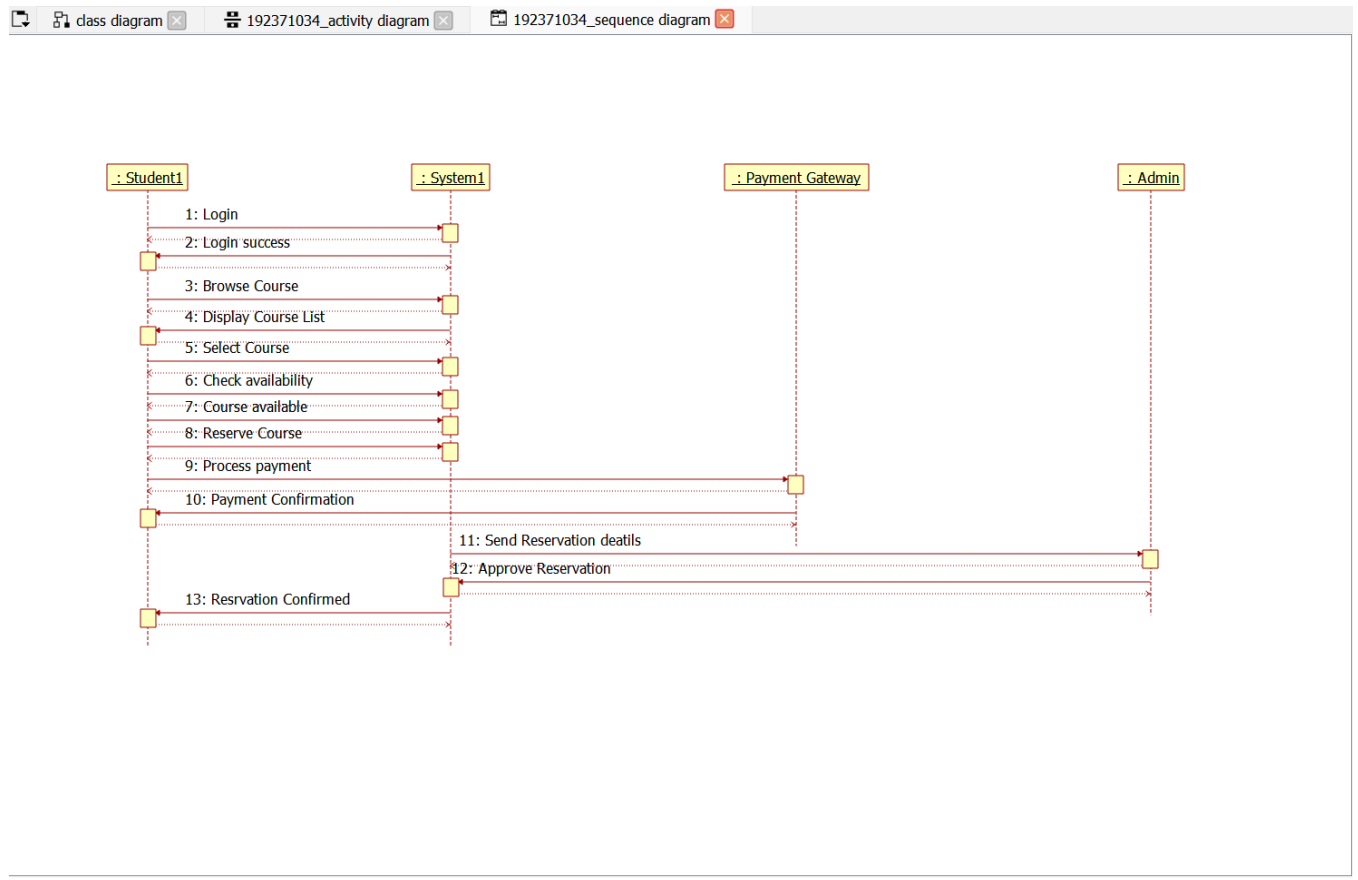 class diagram
192371034_activity diagram
192371034_sequence diagram
: Student1
: System1
: Payment Gateway
: Admin
1: Login
2: Login success
3: Browse Course
4: Display Course List
5: Select Course
6: Check availability
7: Course available
8: Reserve Course
9: Process payment
10: Payment Confirmation
11: Send Reservation deatils
12: Approve Reservation
13: Resrvation Confirmed